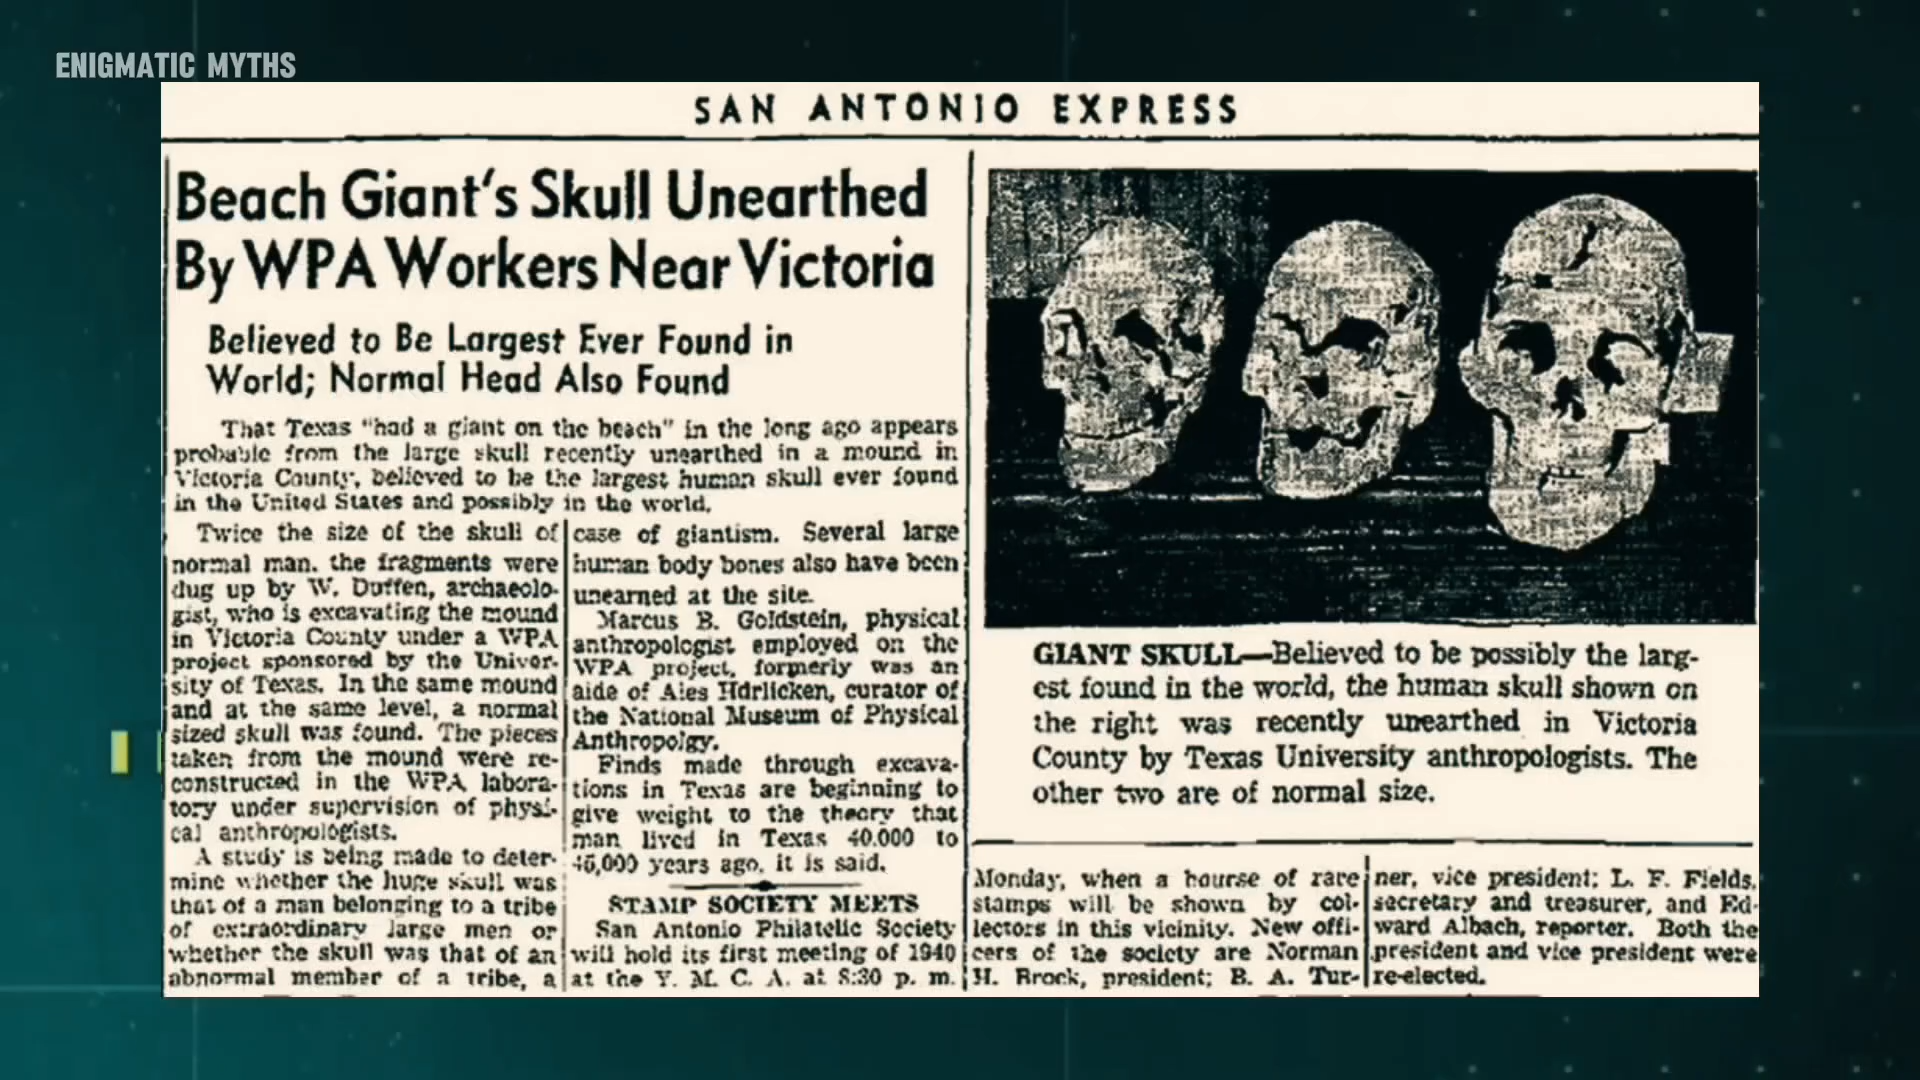 ENIGMATIC MYTHS
SAN ANTONIO EXPRESS
Beach Giant's Skull Unearthed
By WPA Workers Near Victoria
Believed to Be Largest Ever Found in
World; Normal Head Also Found
That Texas "had a giant on the beach" in the long ago appears
probable from the large skull recently unearthed in a mound in
Victoria County, believed to be the largest human skull ever found
in the United States and possibly in the world.
Twice the size of the skull of
normal man, the fragments were
dug up by W. Duffen, archaeolo-
gist, who is excavating the mound
in Victoria County under a WPA
project sponsored by the Univer-
sity of Texas. In the same mound
and at the same level, a normal
sized skull was found. The pieces
taken from the mound were re-
constructed in the WPA labora-
tory under supervision of physi-
cal anthropologists.
A study is being made to deter-
mine whether the huge skull was
that of a man belonging to a tribe
of extraordinary large men or
whether the skull was that of an
abnormal member of a tribe, a
case of giantism. Several large
human body bones also have been
unearned at the site.
Marcus B. Goldstein, physical
anthropologist employed on the
WPA project, formerly was an
aide of Ales Hdrlicken, curator of
the National Museum of Physical
Anthropolgy.
Finds made through excava-
tions in Texas are beginning to
give weight to the theory that
man lived in Texas 40.000 to
45,000 years ago, it is said.
STAMP SOCIETY MEETS
San Antonio Philatelic Society
will hold its first meeting of 1940
at the Y. M. C. A. at 8:30 p. m.
GIANT SKULL—Believed to be possibly the larg-
est found in the world, the human skull shown on
the right was recently unearthed in Victoria
County by Texas University anthropologists. The
other two are of normal size.
Monday, when a bourse of rare
stamps will be shown by col-
lectors in this vicinity. New offi-
cers of the society are Norman
H. Brock, president; B. A. Tur-
ner, vice president; L. F. Fields,
secretary and treasurer, and Ed-
ward Albach, reporter. Both the
president and vice president were
re-elected.